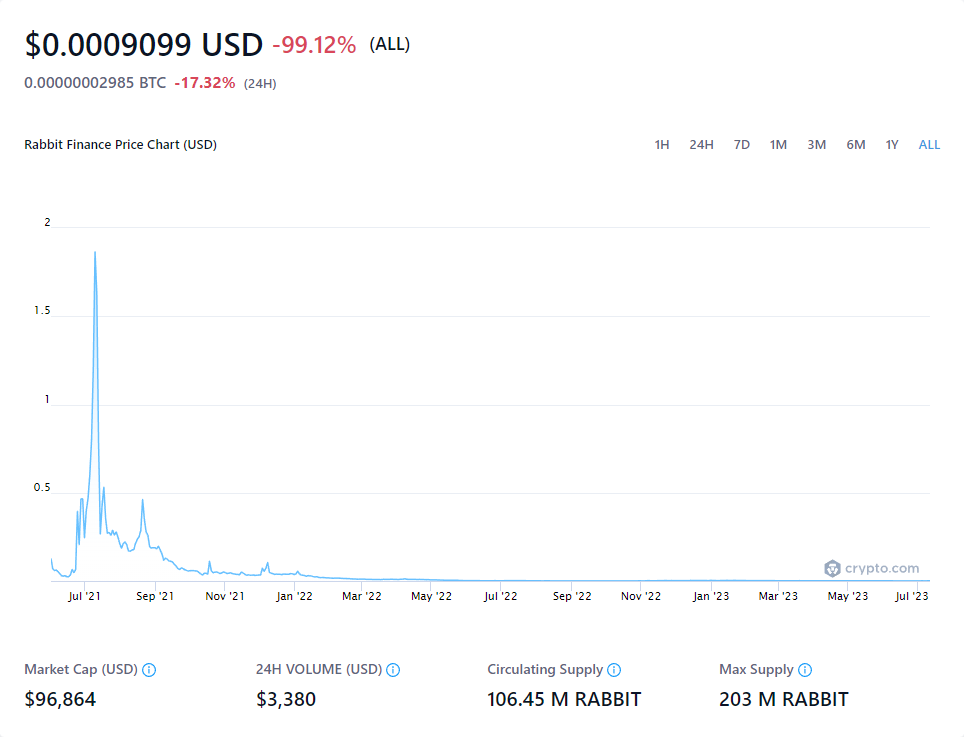 $0.0009099 USD -99.12% (ALL)
0.00000002985 BTC -17.32% (24H)
Rabbit Finance Price Chart (USD) 1H 24H 7D 1M 3M 6M 1Y ALL
2
1.5
1
0.5
crypto.com
Jul '21 Sep '21 Nov '21 Jan '22 Mar '22 May '22 Jul '22 Sep '22 Nov '22 Jan '23 Mar '23 May '23 Jul '23
Market Cap (USD) 24H VOLUME (USD) Circulating Supply Max Supply
$96,864 $3,380 106.45 M RABBIT 203 M RABBIT